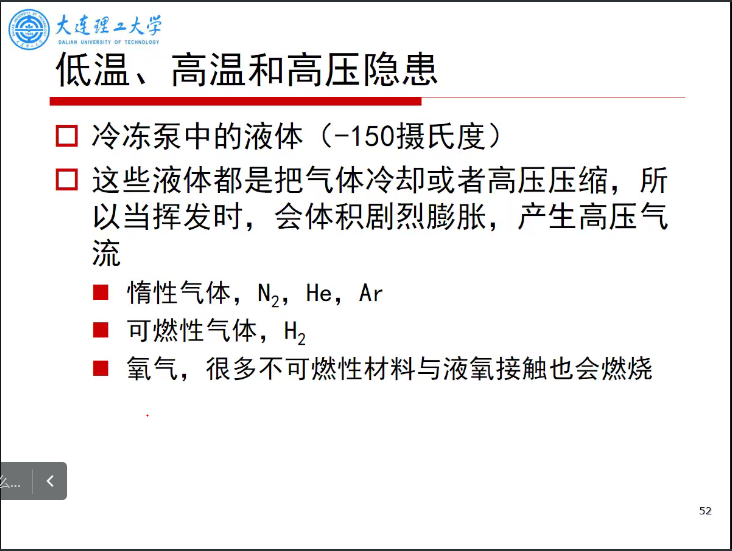 大连理工大学
DALIAN UNIVERSITY OF TECHNOLOGY
低温、高温和高压隐患
冷冻泵中的液体（-150摄氏度）
这些液体都是把气体冷却或者高压压缩，所
以当挥发时，会体积剧烈膨胀，产生高压气
流
惰性气体，N₂，He，Ar
可燃性气体，H₂
氧气，很多不可燃性材料与液氧接触也会燃烧
么...
52